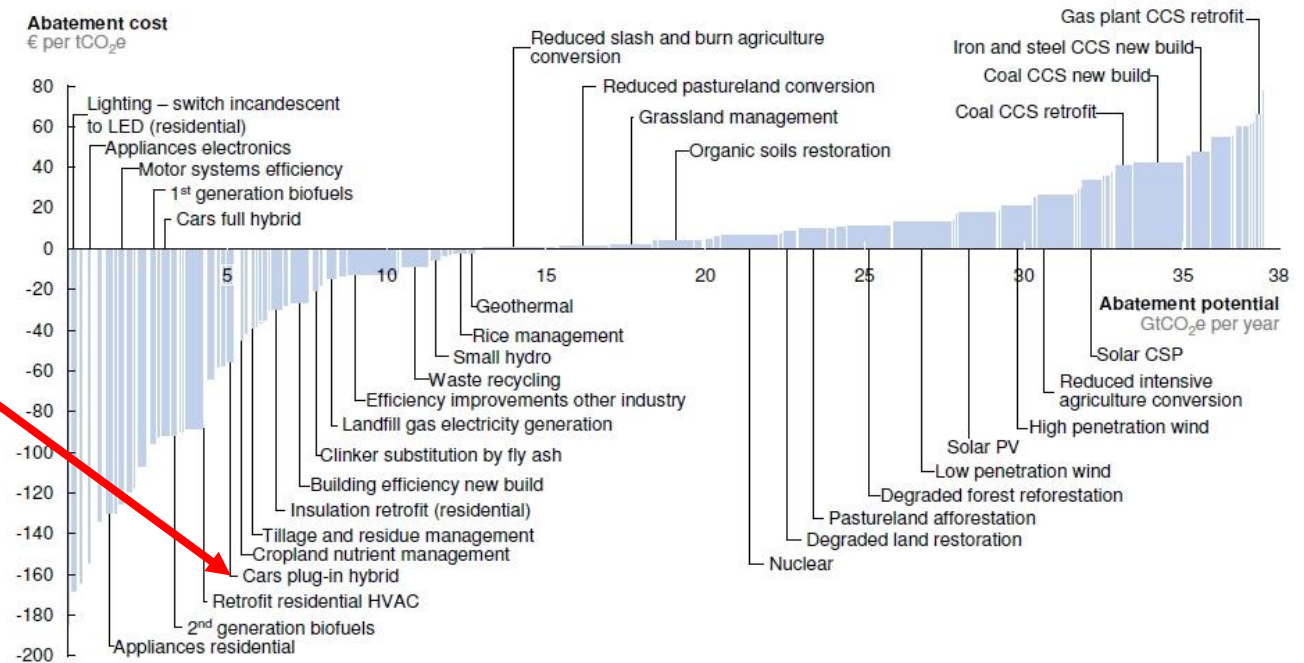 Abatement cost
€ per tCO2e
Gas plant CCS retrofit
Iron and steel CCS new build
Coal CCS new build
Coal CCS retrofit
Reduced slash and burn agriculture
conversion
Reduced pastureland conversion
Grassland management
Organic soils restoration
80
60
40
20
0
-20
-40
-60
-80
-100
-120
-140
-160
-180
-200
Lighting – switch incandescent
to LED (residential)
Appliances electronics
Motor systems efficiency
1st generation biofuels
Cars full hybrid
5
10
15
20
25
30
35
38
Abatement potential
GtCO2e per year
Geothermal
Rice management
Small hydro
Waste recycling
Efficiency improvements other industry
Landfill gas electricity generation
Clinker substitution by fly ash
Building efficiency new build
Insulation retrofit (residential)
Tillage and residue management
Cropland nutrient management
Cars plug-in hybrid
Retrofit residential HVAC
2nd generation biofuels
Appliances residential
Solar CSP
Reduced intensive
agriculture conversion
High penetration wind
Solar PV
Low penetration wind
Degraded forest reforestation
Pastureland afforestation
Degraded land restoration
Nuclear